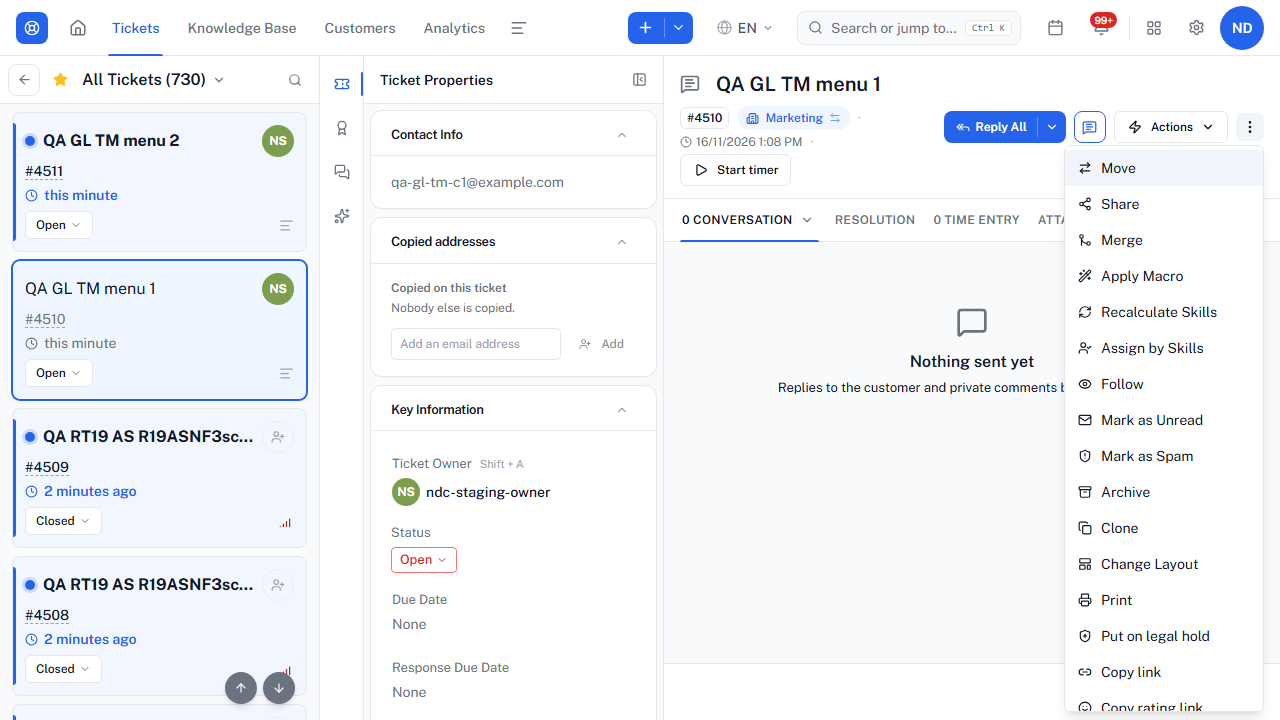 Tickets
Knowledge Base
Customers
Analytics
EN
Search or jump to...
Ctrl K
99+
ND
All Tickets (730)
QA GL TM menu 2
NS
#4511
this minute
Open
QA GL TM menu 1
NS
#4510
this minute
Open
QA RT19 AS R19ASNF3sc...
#4509
2 minutes ago
Closed
QA RT19 AS R19ASNF3sc...
#4508
2 minutes ago
Closed
Ticket Properties
Contact Info
qa-gl-tm-c1@example.com
Copied addresses
Copied on this ticket
Nobody else is copied.
Add an email address
Add
Key Information
Ticket Owner Shift + A
NS ndc-staging-owner
Status
Open
Due Date
None
Response Due Date
None
QA GL TM menu 1
#4510 Marketing ·
16/11/2026 1:08 PM ·
Start timer
Reply All
Actions
0 CONVERSATION
RESOLUTION
0 TIME ENTRY
ATTA
Nothing sent yet
Replies to the customer and private comments
Move
Share
Merge
Apply Macro
Recalculate Skills
Assign by Skills
Follow
Mark as Unread
Mark as Spam
Archive
Clone
Change Layout
Print
Put on legal hold
Copy link
Copy rating link